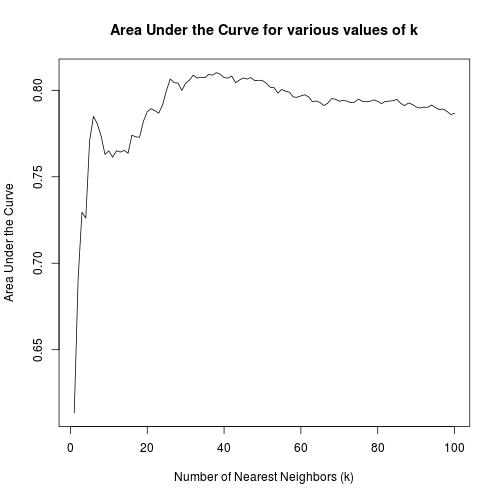 Area Under the Curve for various values of k
Area Under the Curve
0.80
0.75
0.70
0.65
0 20 40 60 80 100
Number of Nearest Neighbors (k)